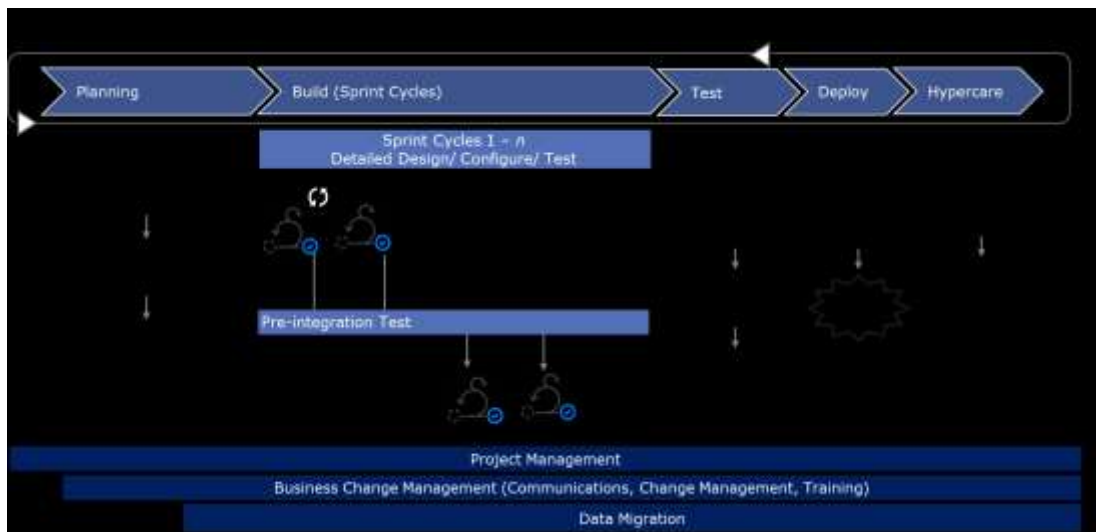 Planning
Build (Sprint Cycles)
Test
Deploy
Hypercare
Sprint Cycles 1 - n
Detailed Design/ Configure/ Test
Pre-integration Test
Project Management
Business Change Management (Communications, Change Management, Training)
Data Migration